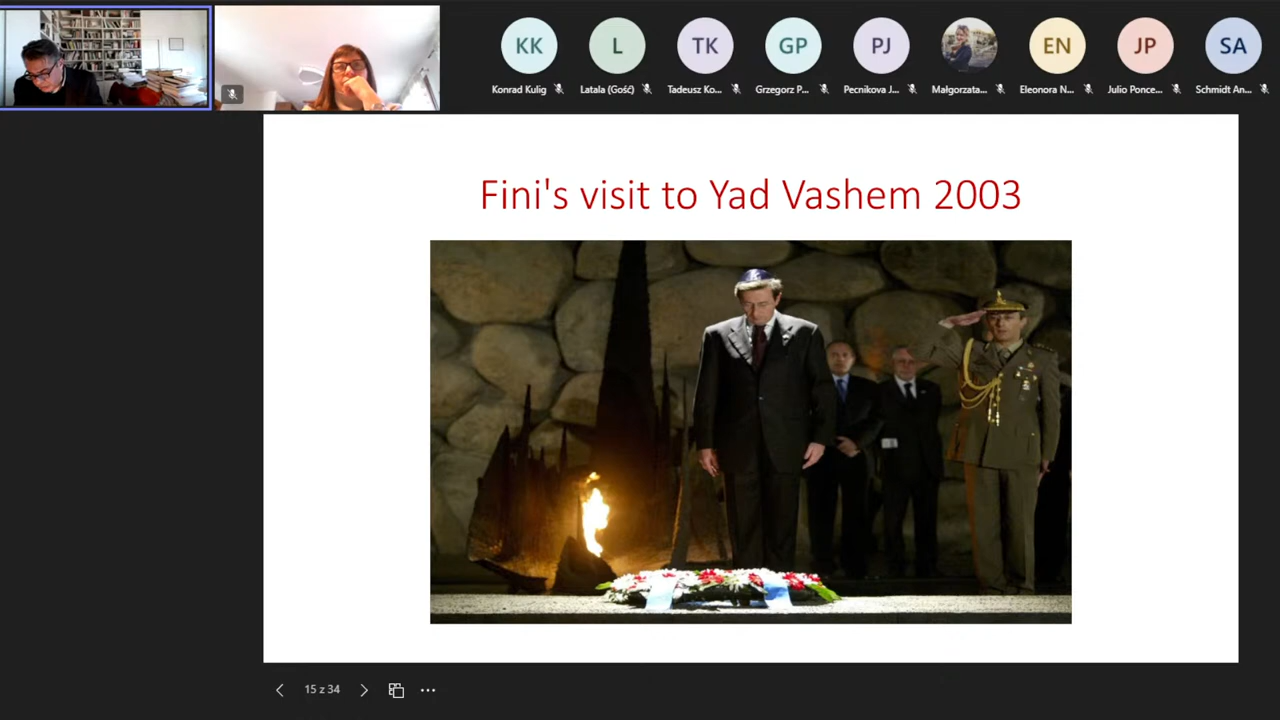 KK
L
TK
GP
PJ
EN
JP
SA
Konrad Kulig
Latala (Gość)
Tadeusz Ko...
Grzegorz P...
Pecnikova J...
Małgorzata...
Eleonora N...
Julio Ponce...
Schmidt An...
Fini's visit to Yad Vashem 2003
15 z 34